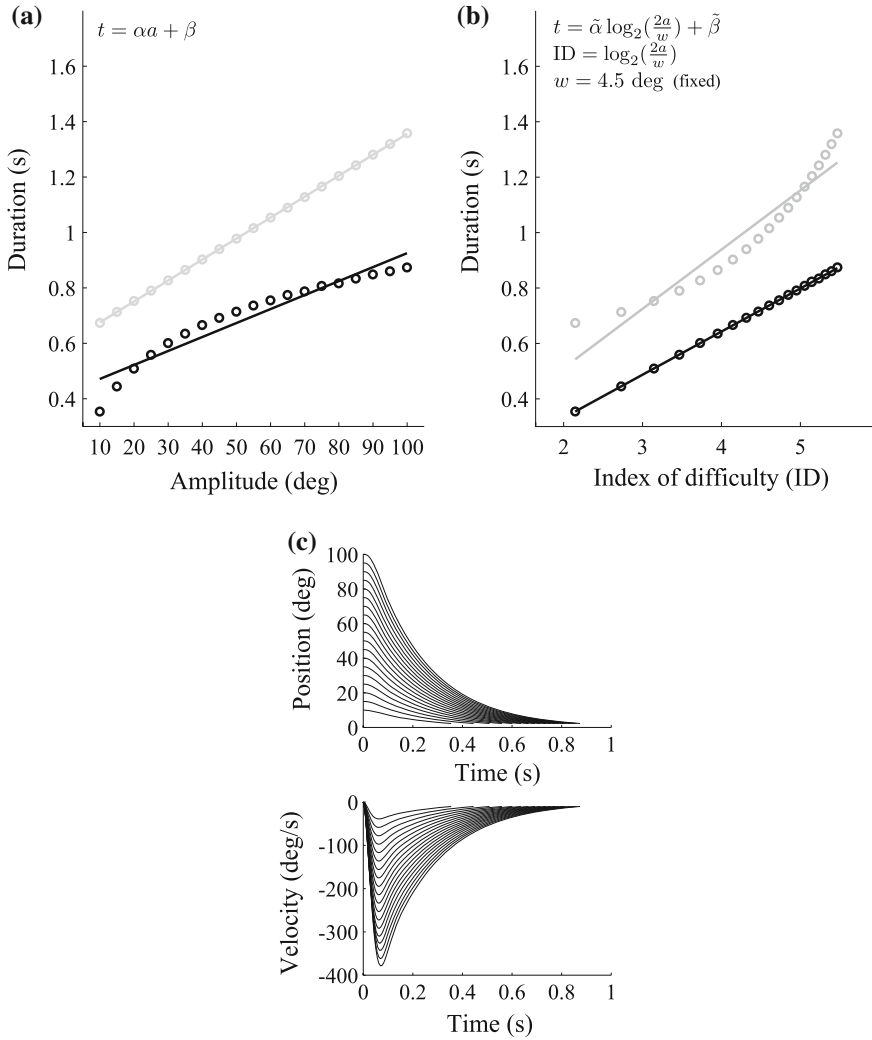 (a)
t = αa + β
1.6
1.4
1.2
1
0.8
0.6
0.4
Duration (s)
10 20 30 40 50 60 70 80 90 100
Amplitude (deg)
(b)
t = α̃ log₂(2a/w) + β̃
ID = log₂(2a/w)
w = 4.5 deg (fixed)
1.6
1.4
1.2
1
0.8
0.6
0.4
Duration (s)
2 3 4 5
Index of difficulty (ID)
(c)
100
80
60
40
20
0
Position (deg)
0 0.2 0.4 0.6 0.8 1
Time (s)
0
-100
-200
-300
-400
Velocity (deg/s)
0 0.2 0.4 0.6 0.8 1
Time (s)